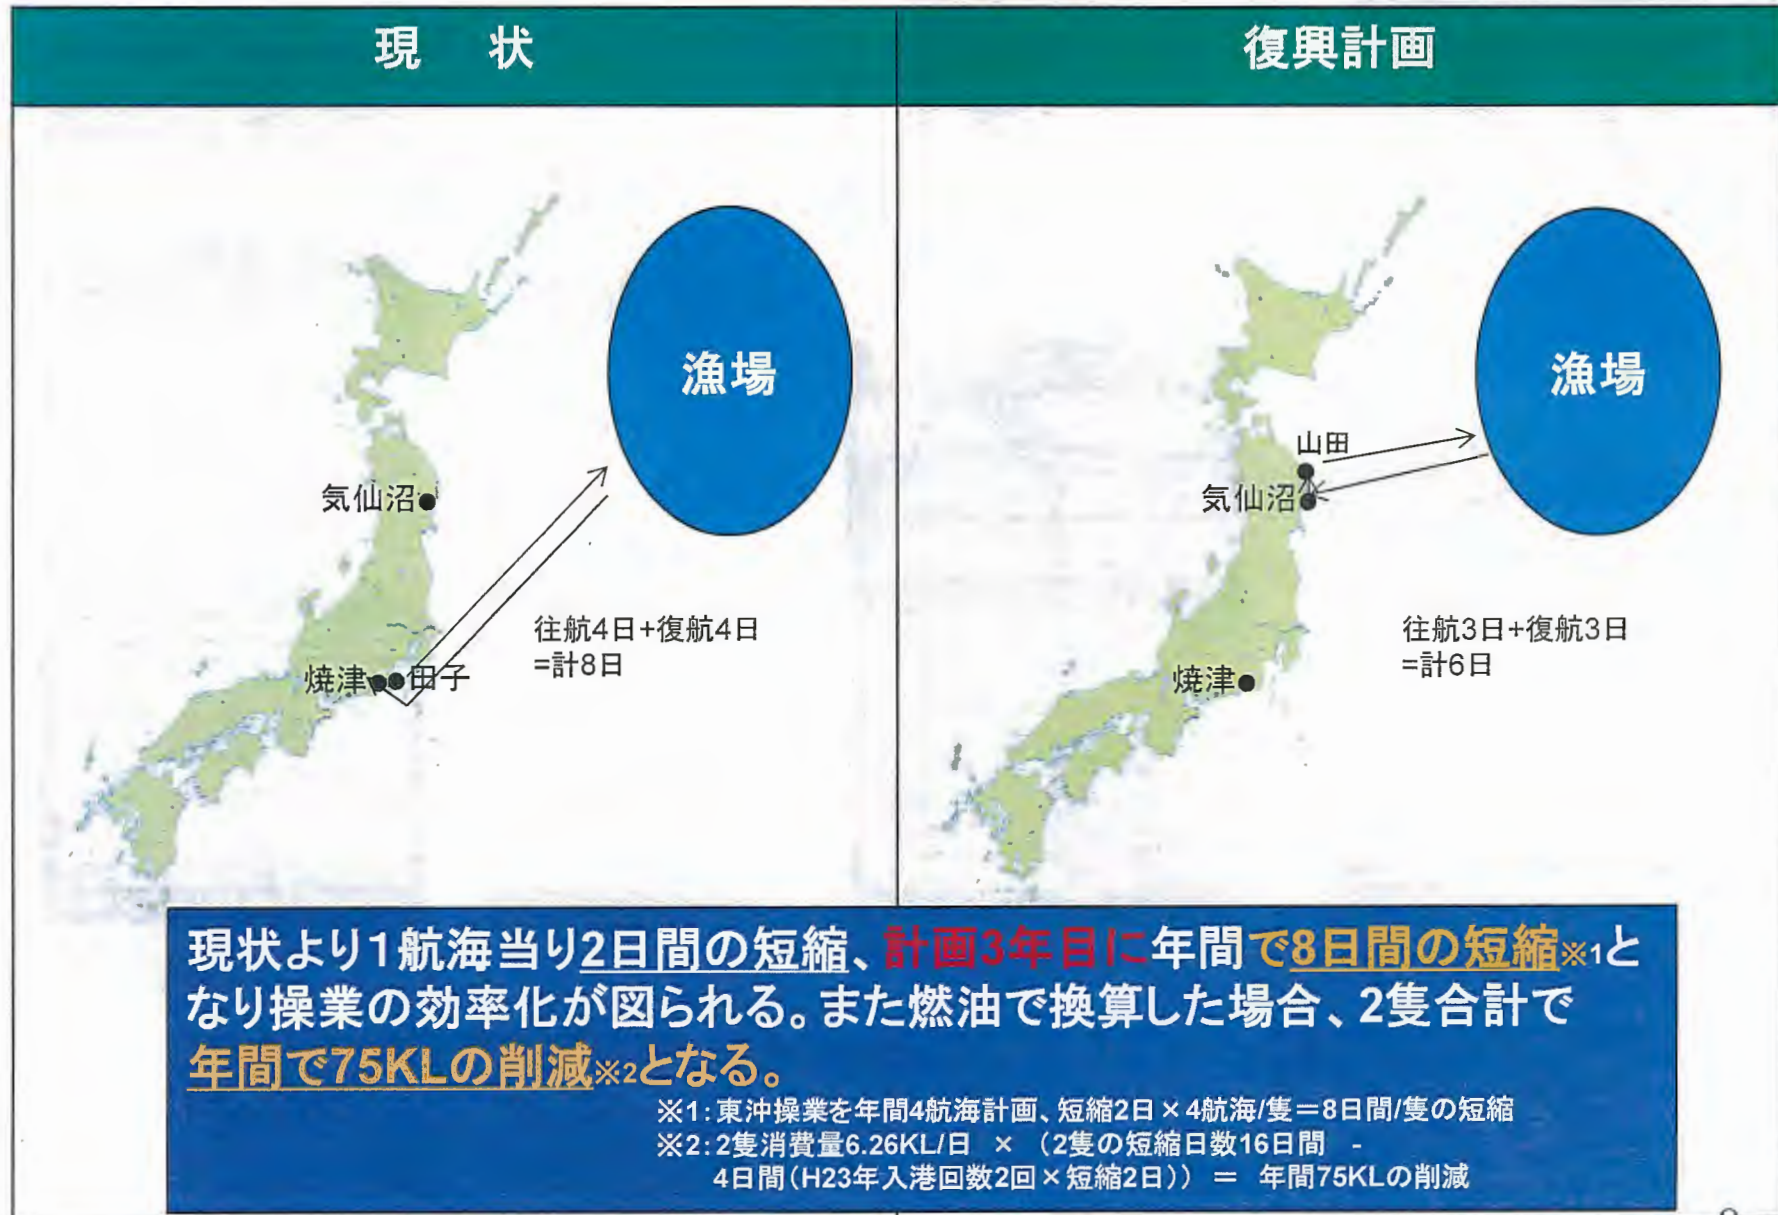 現 状
復興計画
漁場
気仙沼
往航4日+復航4日
=計8日
焼津
田子
漁場
山田
気仙沼
往航3日+復航3日
=計6日
焼津
現状より1航海当り2日間の短縮、計画3年目に年間で8日間の短縮※1と
なり操業の効率化が図られる。また燃油で換算した場合、2隻合計で
年間で75KLの削減※2となる。
※1:東沖操業を年間4航海計画、短縮2日×4航海/隻=8日間/隻の短縮
※2:2隻消費量6.26KL/日 × (2隻の短縮日数16日間 -
4日間(H23年入港回数2回×短縮2日)) = 年間75KLの削減